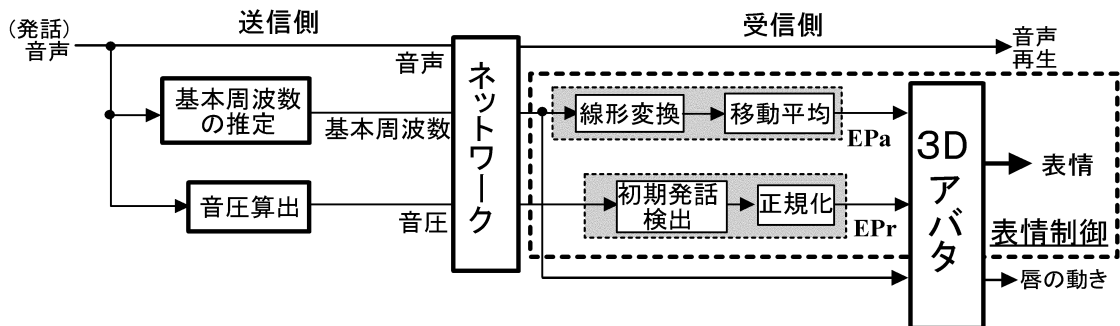 送信側
受信側
(発話)
音声
音声
音声
再生
基本周波数
の推定
基本周波数
音圧算出
音圧
ネットワーク
線形変換
移動平均
EPa
初期発話
検出
正規化
EPr
3Dアバタ
表情
表情制御
唇の動き